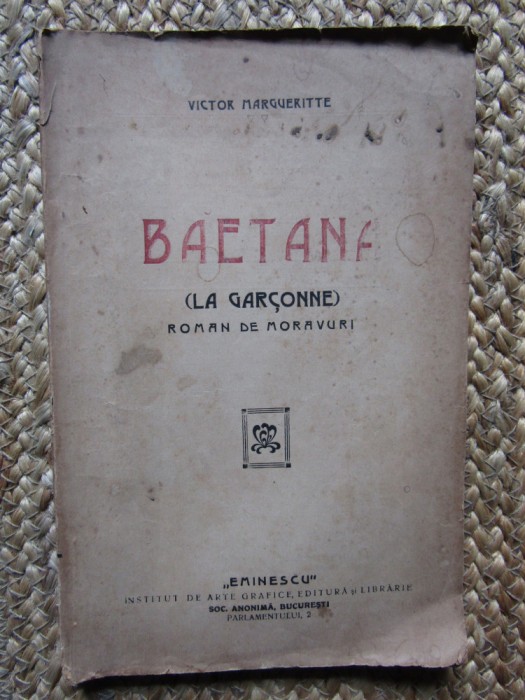 VICTOR MARGUERITTE
BĂETANA
(LA GARÇONNE)
ROMAN DE MORAVURI
„EMINESCU"
INSTITUT DE ARTE GRAFICE, EDITURĂ și LIBRĂRIE
SOC. ANONIMĂ, BUCUREȘTI
PARLAMENTULUI, 2